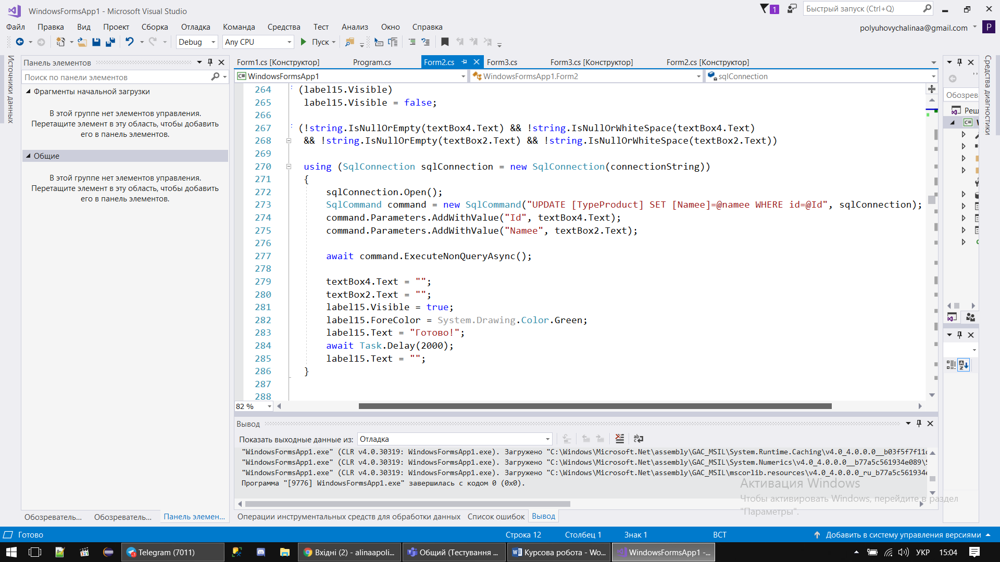 WindowsFormsApp1 - Microsoft Visual Studio
1
Быстрый запуск (Ctrl+Q)
Файл Правка Вид Проект Сборка Отладка Команда Средства Тест Анализ Окно Справка
polyuhovychalinaa@gmail.com P
Debug Any CPU Пуск
Источники данных
Панель элементов
Поиск по панели элементов
Фрагменты начальной загрузки
В этой группе нет элементов управления.
Перетащите элемент в эту область, чтобы добавить
его в панель элементов.
Общие
В этой группе нет элементов управления.
Перетащите элемент в эту область, чтобы добавить
его в панель элементов.
Обозреватель... Обозреватель... Панель элемен...
Form1.cs [Конструктор] Program.cs Form2.cs Form3.cs Form3.cs [Конструктор] Form2.cs [Конструктор]
WindowsFormsApp1 WindowsFormsApp1.Form2 sqlConnection
264 (label15.Visible)
265 label15.Visible = false;
266
267 (!string.IsNullOrEmpty(textBox4.Text) && !string.IsNullOrWhiteSpace(textBox4.Text)
268 && !string.IsNullOrEmpty(textBox2.Text) && !string.IsNullOrWhiteSpace(textBox2.Text))
269
270 using (SqlConnection sqlConnection = new SqlConnection(connectionString))
271 {
272 sqlConnection.Open();
273 SqlCommand command = new SqlCommand("UPDATE [TypeProduct] SET [Namee]=@namee WHERE id=@Id", sqlConnection);
274 command.Parameters.AddWithValue("Id", textBox4.Text);
275 command.Parameters.AddWithValue("Namee", textBox2.Text);
276
277 await command.ExecuteNonQueryAsync();
278
279 textBox4.Text = "";
280 textBox2.Text = "";
281 label15.Visible = true;
282 label15.ForeColor = System.Drawing.Color.Green;
283 label15.Text = "Готово!";
284 await Task.Delay(2000);
285 label15.Text = "";
286 }
287
288
82 %
Обозрев
Реш
Средства диагностики
Вывод
Показать выходные данные из: Отладка
"WindowsFormsApp1.exe" (CLR v4.0.30319: WindowsFormsApp1.exe). Загружено "C:\Windows\Microsoft.Net\assembly\GAC_MSIL\System.Runtime.Caching\v4.0_4.0.0.0__b03f5f7f11
"WindowsFormsApp1.exe" (CLR v4.0.30319: WindowsFormsApp1.exe). Загружено "C:\Windows\Microsoft.Net\assembly\GAC_MSIL\System.Numerics\v4.0_4.0.0.0__b77a5c561934e089\S
"WindowsFormsApp1.exe" (CLR v4.0.30319: WindowsFormsApp1.exe). Загружено "C:\Windows\Microsoft.Net\assembly\GAC_MSIL\mscorlib.resources\v4.0_4.0.0.0_ru_b77a5c561934e
Программа "[9776] WindowsFormsApp1.exe" завершилась с кодом 0 (0x0).
Активация Windows
Чтобы активировать Windows, перейдите в раздел
"Параметры".
Операции инструментальных средств для обработки данных Список ошибок Вывод
Готово Строка 12 Столбец 1 Знак 1 ВСТ Добавить в систему управления версиями
Telegram (7011) Вхідні (2) - alinaapoli... Общий (Тестування ... Курсова робота - Wo... WindowsFormsApp1 -... УКР 15:04